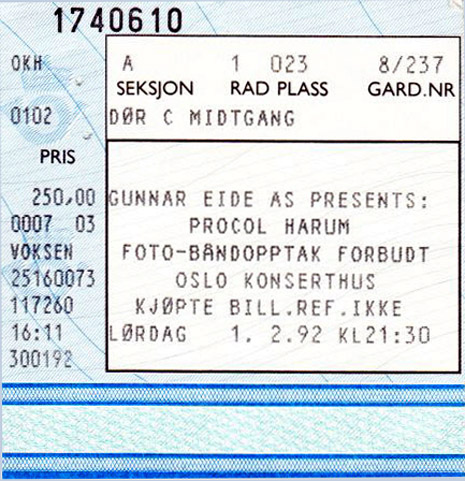 1740610
OKH A 1 023 8/237
SEKSJON RAD PLASS GARD.NR
0102 DØR C MIDTGANG
PRIS
250,00 GUNNAR EIDE AS PRESENTS:
0007 03 PROCOL HARUM
VOKSEN FOTO-BÅNDOPPTAK FORBUDT
25160073 OSLO KONSERTHUS
117260 KJØPTE BILL.REF.IKKE
16:11 LØRDAG 1. 2.92 KL21:30
300192